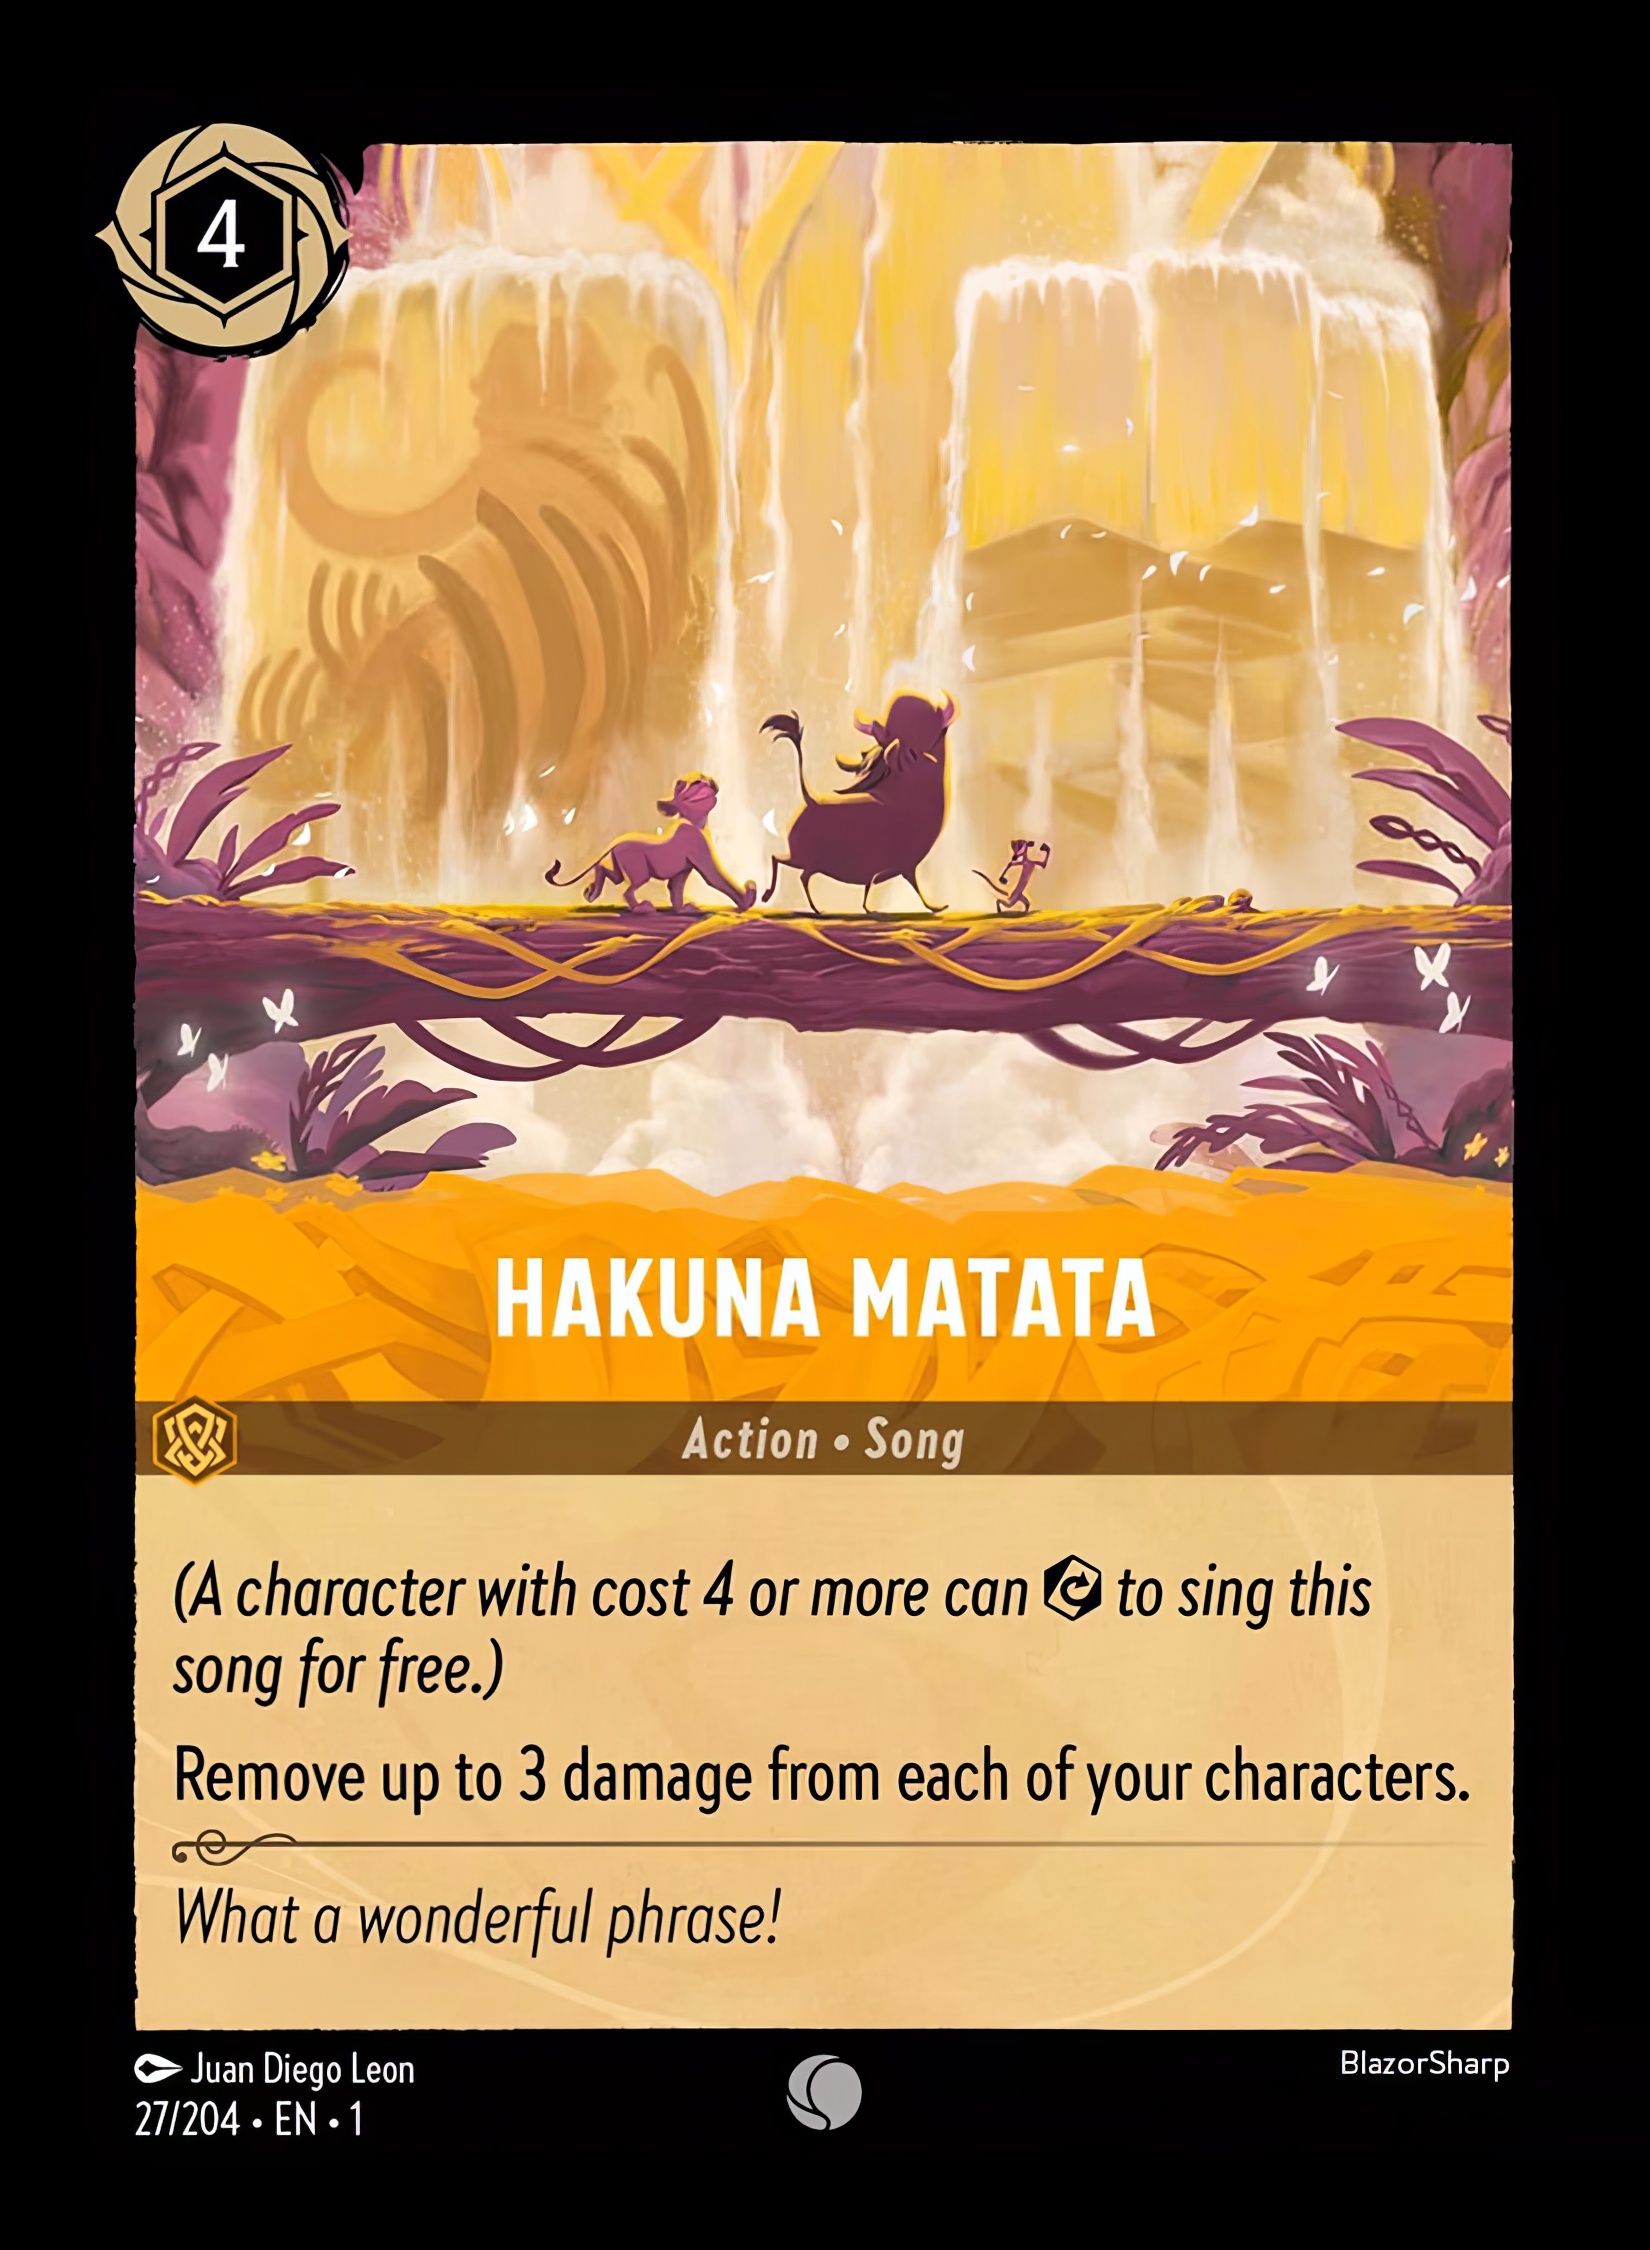 4
HAKUNA MATATA
Action • Song
(A character with cost 4 or more can to sing this
song for free.)
Remove up to 3 damage from each of your characters.
What a wonderful phrase!
Juan Diego Leon
27/204 • EN • 1
BlazorSharp